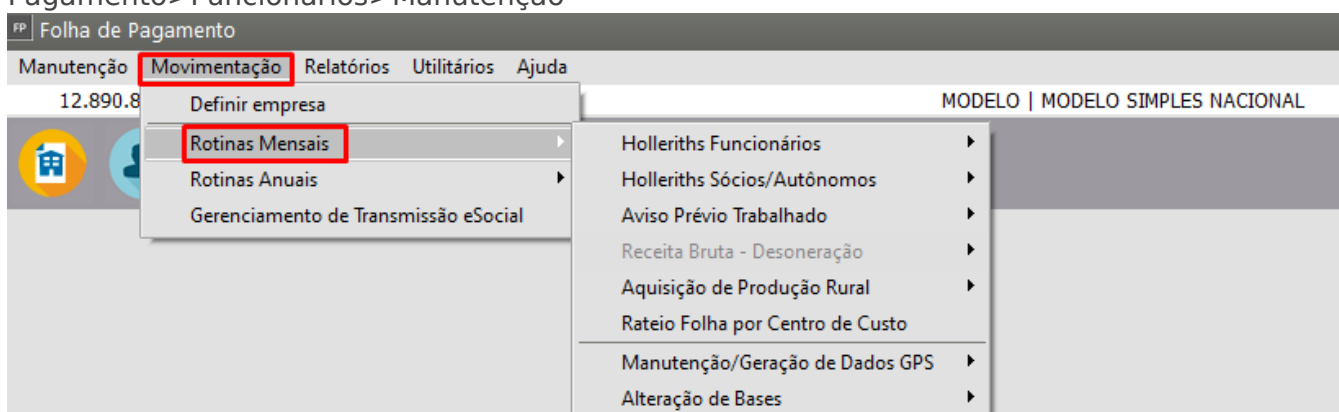 Pagamento>Funcionários>Manutenção
FP Folha de Pagamento
Manutenção Movimentação Relatórios Utilitários Ajuda
12.890.8 MODELO | MODELO SIMPLES NACIONAL
Definir empresa
Rotinas Mensais
Rotinas Anuais
Gerenciamento de Transmissão eSocial
Holleriths Funcionários
Holleriths Sócios/Autônomos
Aviso Prévio Trabalhado
Receita Bruta - Desoneração
Aquisição de Produção Rural
Rateio Folha por Centro de Custo
Manutenção/Geração de Dados GPS
Alteração de Bases